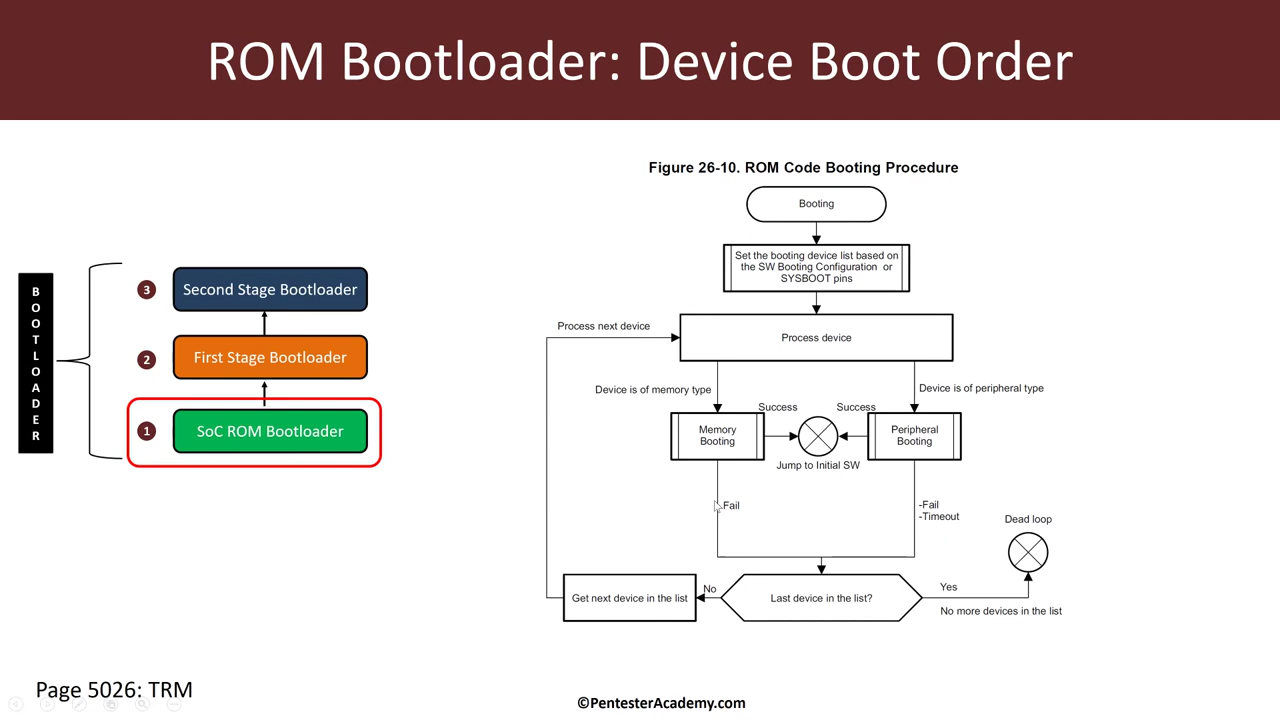 ROM Bootloader: Device Boot Order
B
O
O
T
L
O
A
D
E
R
3
Second Stage Bootloader
2
First Stage Bootloader
1
SoC ROM Bootloader
Figure 26-10. ROM Code Booting Procedure
Booting
Set the booting device list based on
the SW Booting Configuration or
SYSBOOT pins
Process next device
Process device
Device is of memory type
Device is of peripheral type
Success
Success
Memory
Booting
Peripheral
Booting
Jump to Initial SW
-Fail
-Fail
-Timeout
Dead loop
Get next device in the list
No
Last device in the list?
Yes
No more devices in the list
Page 5026: TRM
©PentesterAcademy.com